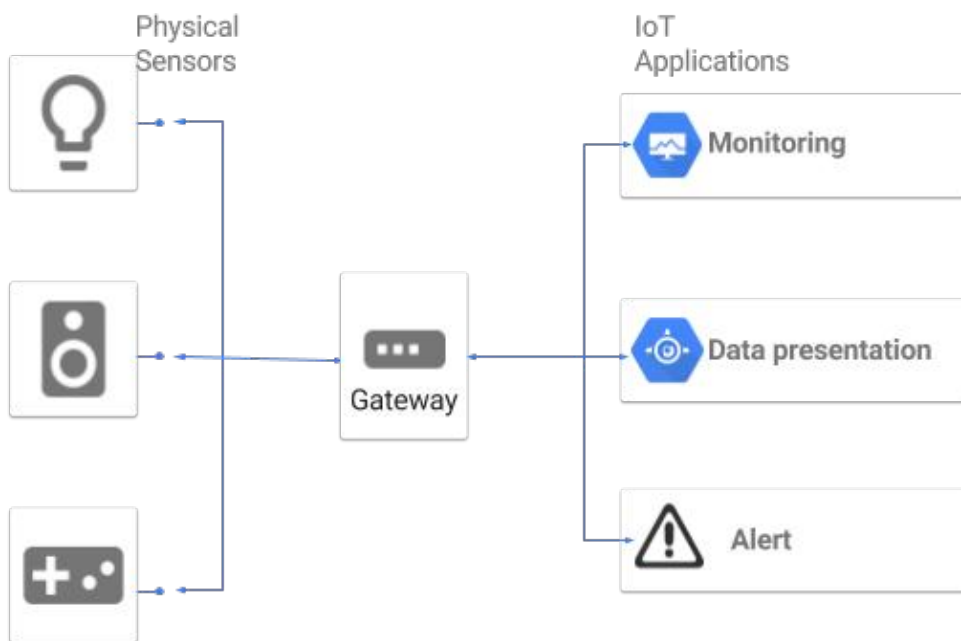 Physical
Sensors
IoT
Applications
Monitoring
Data presentation
Gateway
Alert